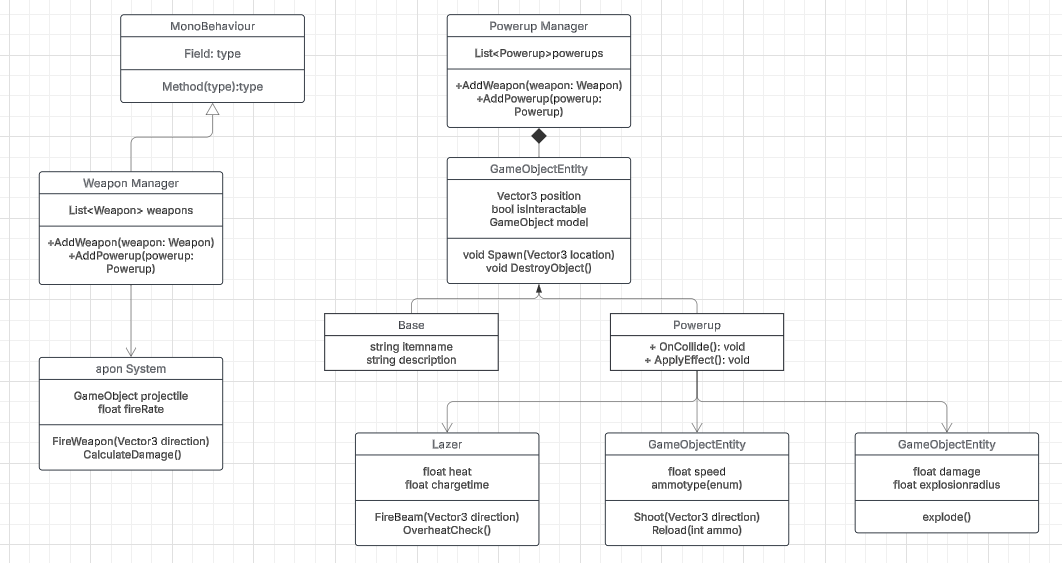 MonoBehaviour
Field: type
Method(type):type
Powerup Manager
List<Powerup>powerups
+AddWeapon(weapon: Weapon)
+AddPowerup(powerup:
Powerup)
Weapon Manager
List<Weapon> weapons
+AddWeapon(weapon: Weapon)
+AddPowerup(powerup:
Powerup)
GameObjectEntity
Vector3 position
bool isInteractable
GameObject model
void Spawn(Vector3 location)
void DestroyObject()
Base
string itemname
string description
Powerup
+ OnCollide(): void
+ ApplyEffect(): void
apon System
GameObject projectile
float fireRate
FireWeapon(Vector3 direction)
CalculateDamage()
Lazer
float heat
float chargetime
FireBeam(Vector3 direction)
OverheatCheck()
GameObjectEntity
float speed
ammotype(enum)
Shoot(Vector3 direction)
Reload(int ammo)
GameObjectEntity
float damage
float explosionradius
explode()